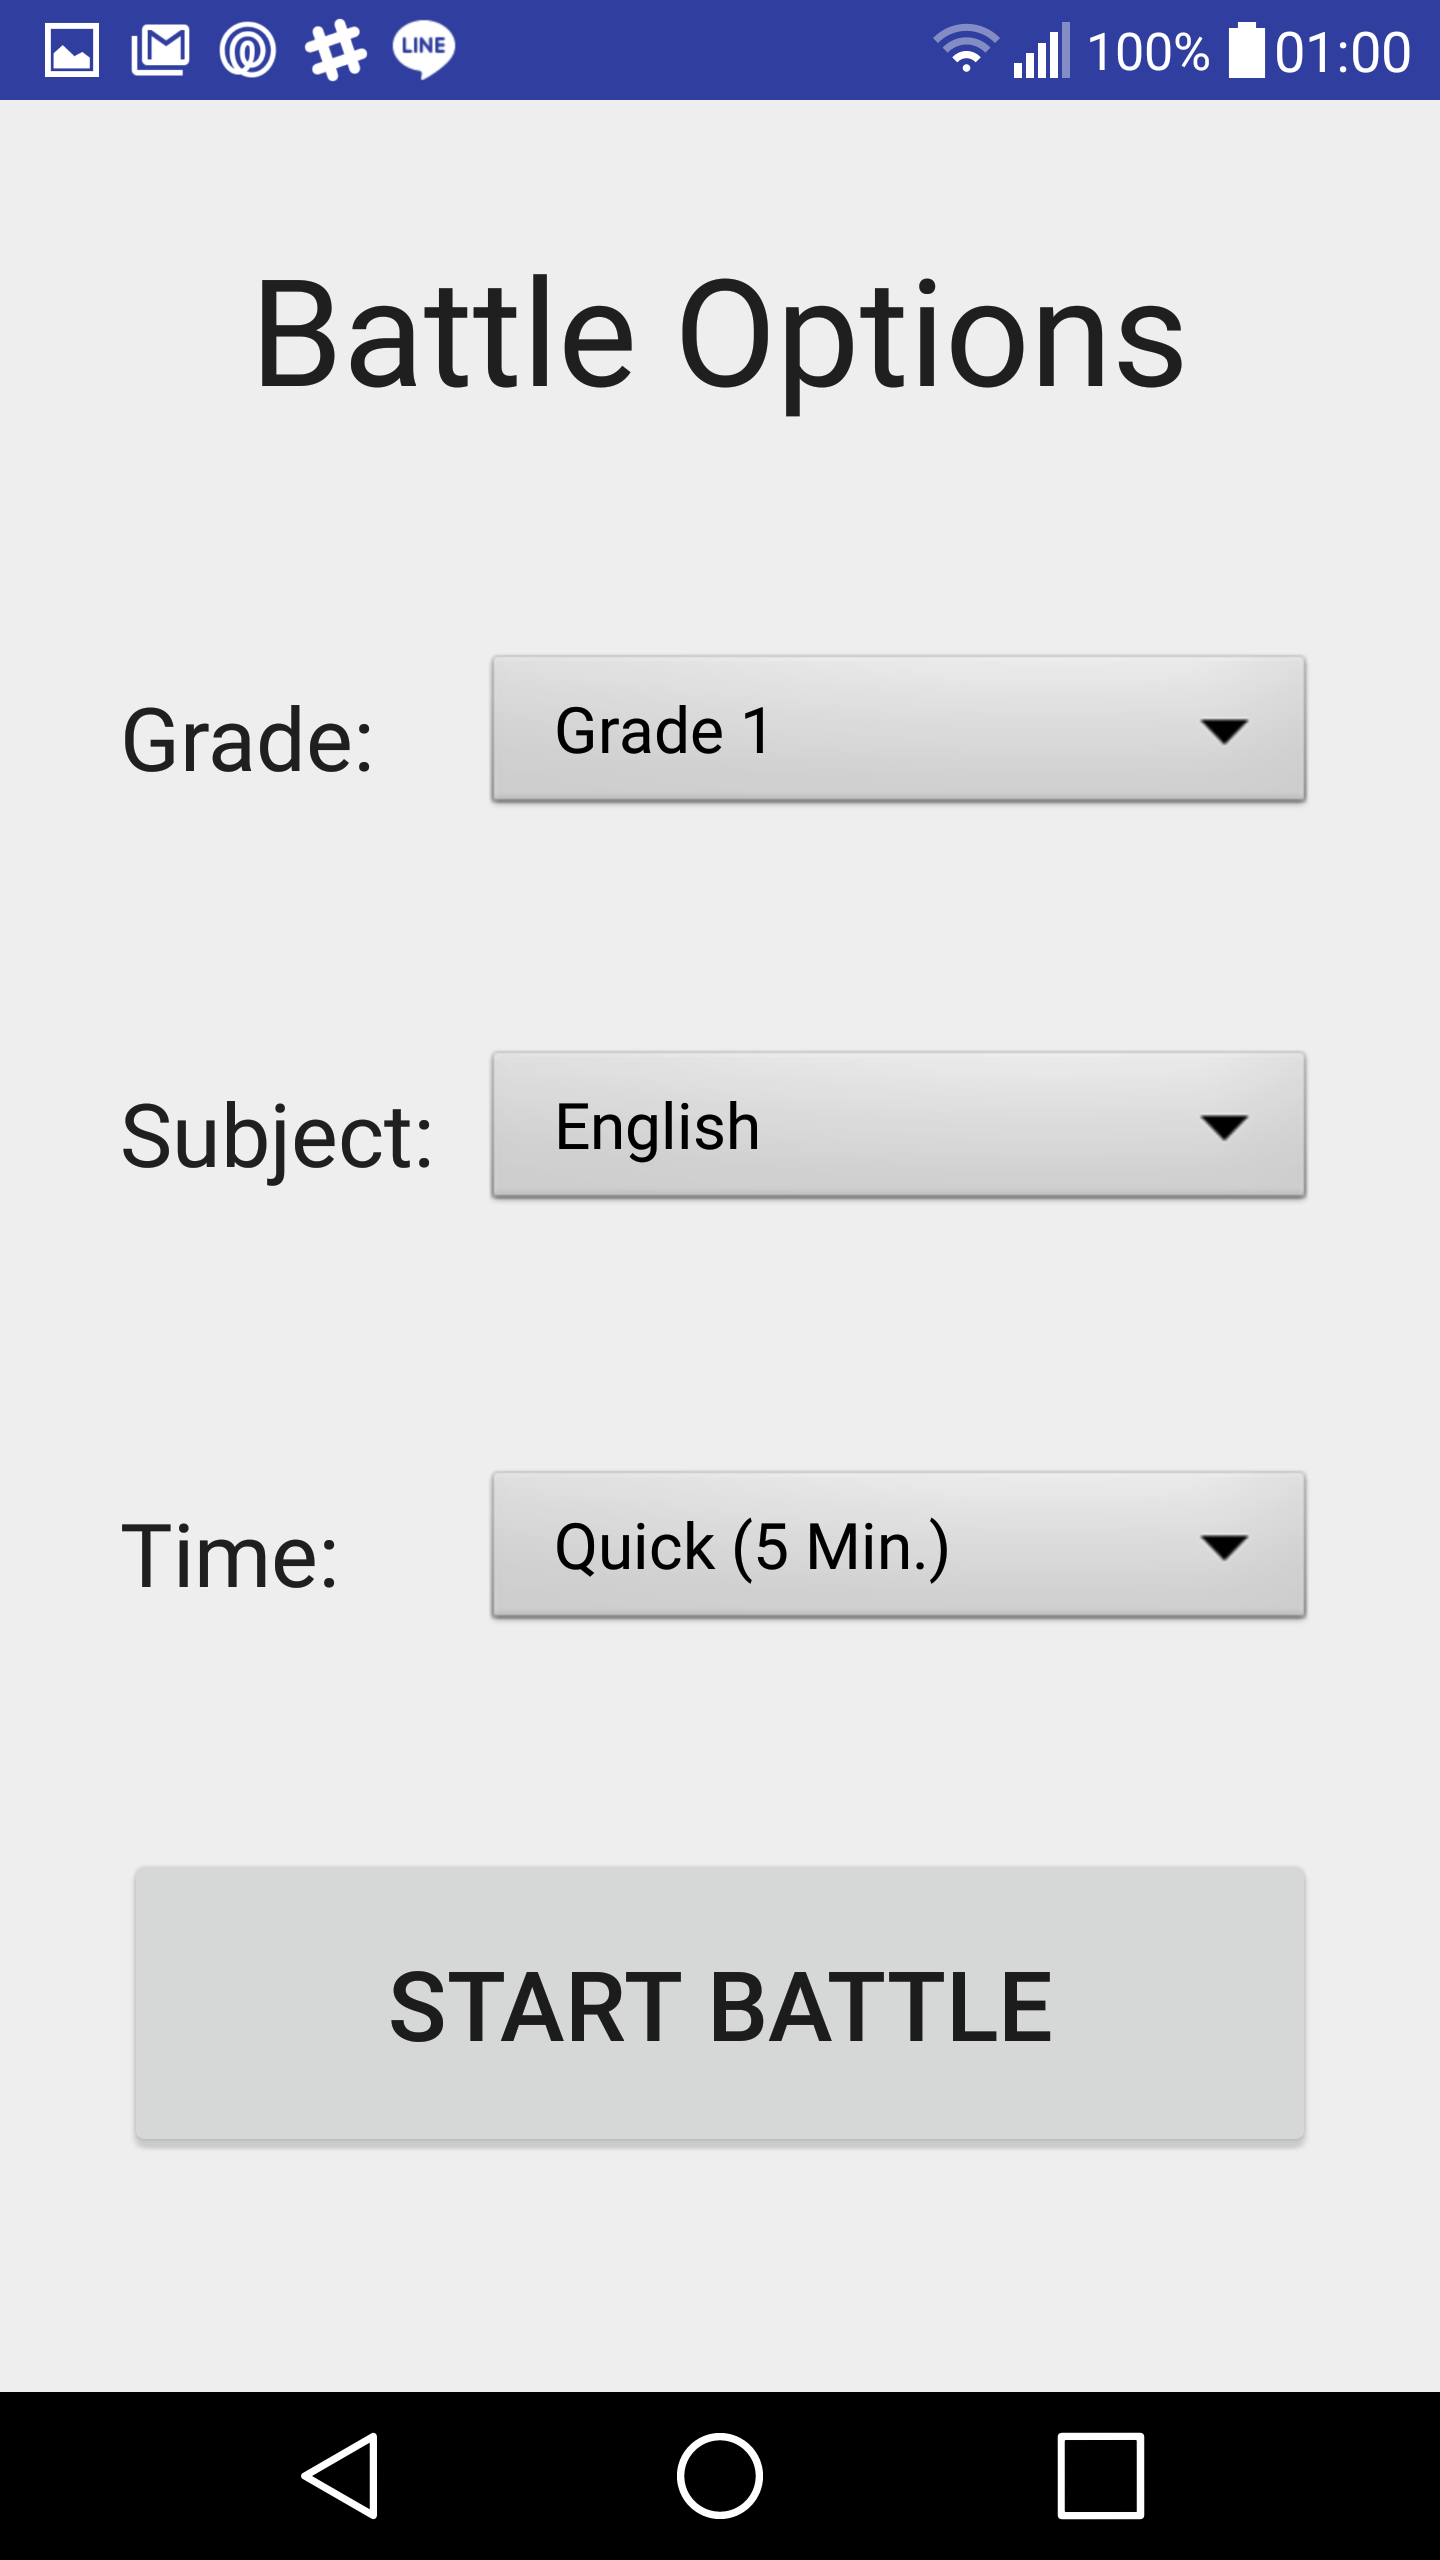 LINE 100% 01:00
Battle Options
Grade: Grade 1
Subject: English
Time: Quick (5 Min.)
START BATTLE